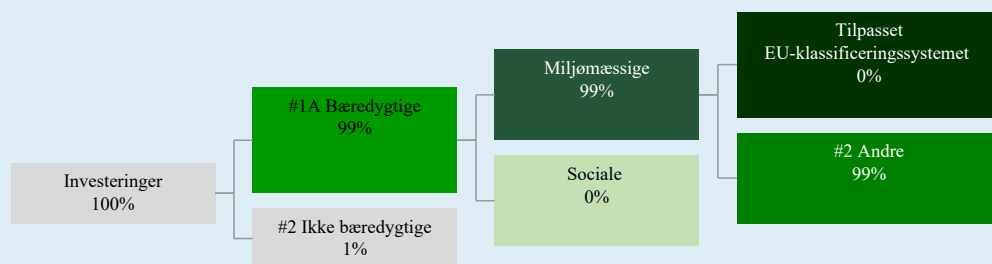 Investeringer
100%
#1A Bæredygtige
99%
#2 Ikke bæredygtige
1%
Miljømæssige
99%
Sociale
0%
Tilpasset
EU-klassificeringssystemet
0%
#2 Andre
99%